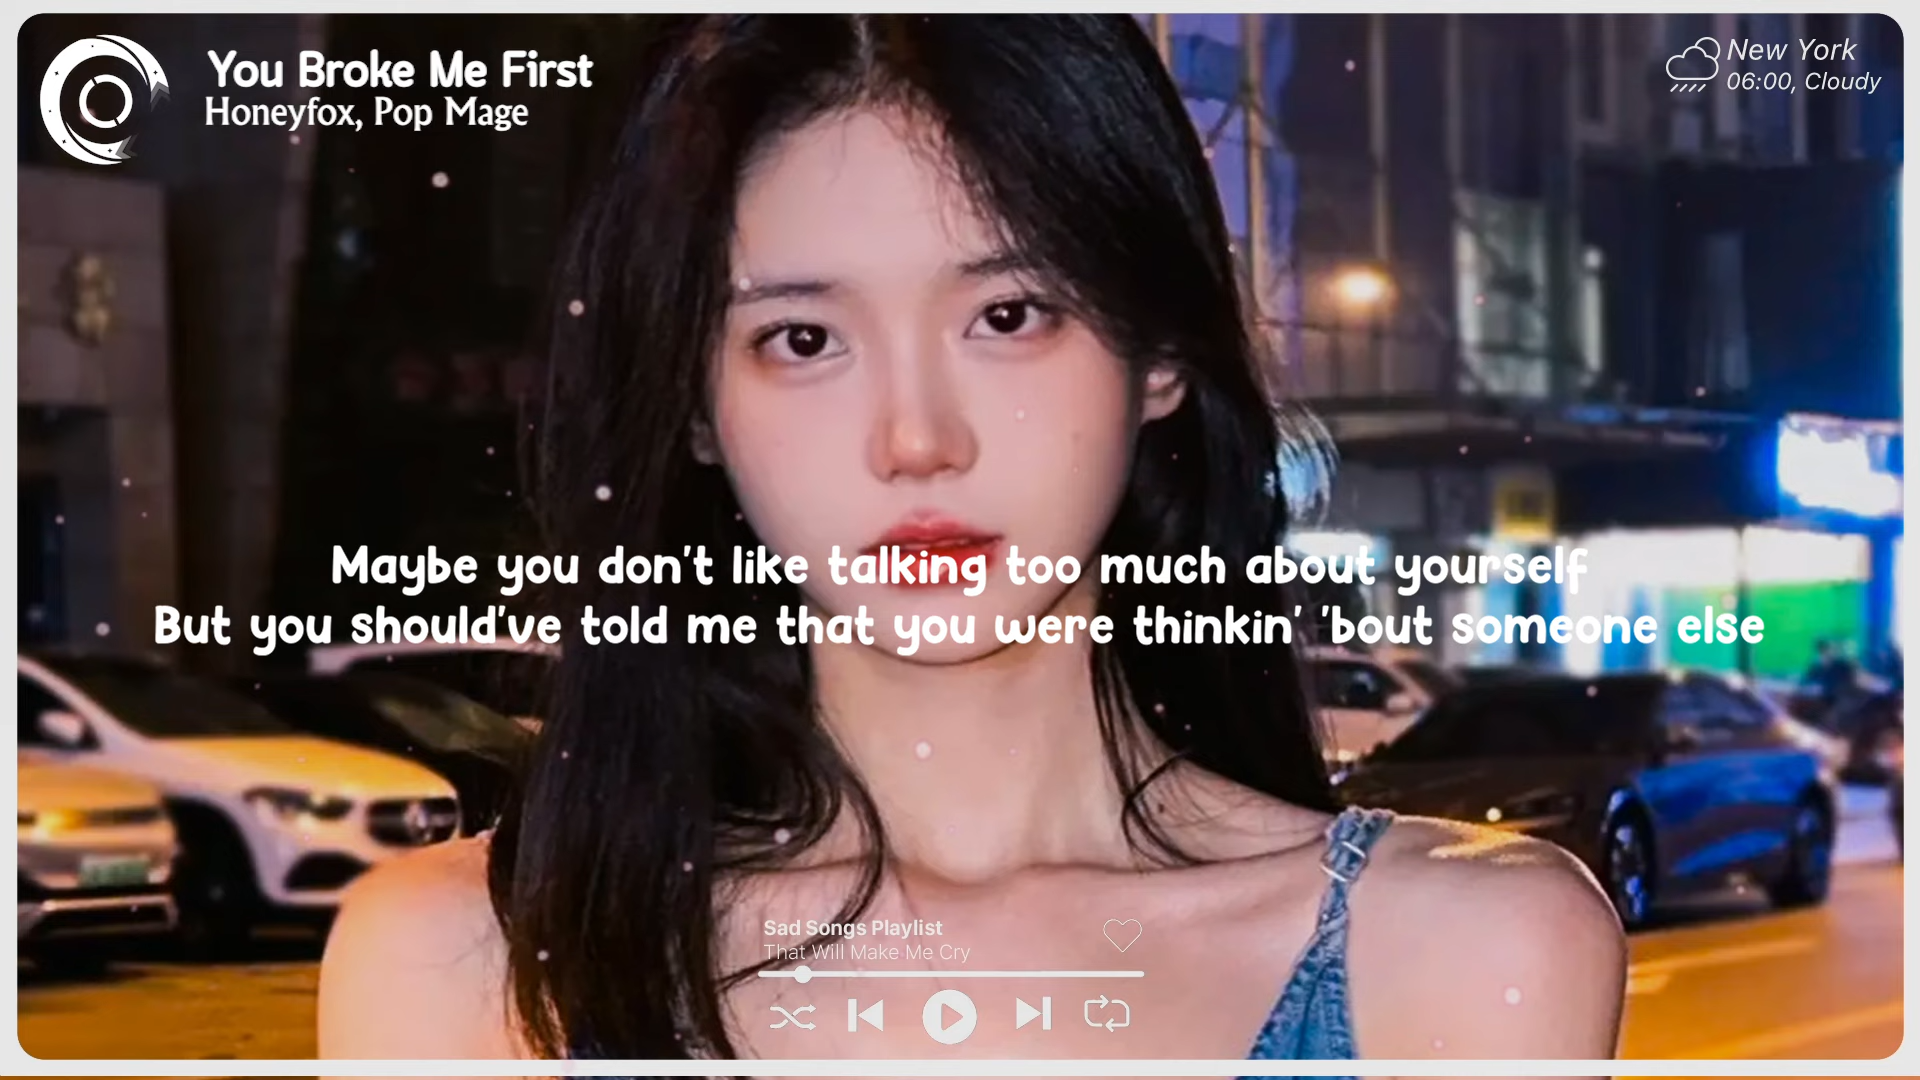 You Broke Me First
Honeyfox, Pop Mage
New York
06:00, Cloudy
Maybe you don't like talking too much about yourself
But you should've told me that you were thinkin' 'bout someone else
Sad Songs Playlist
That Will Make Me Cry